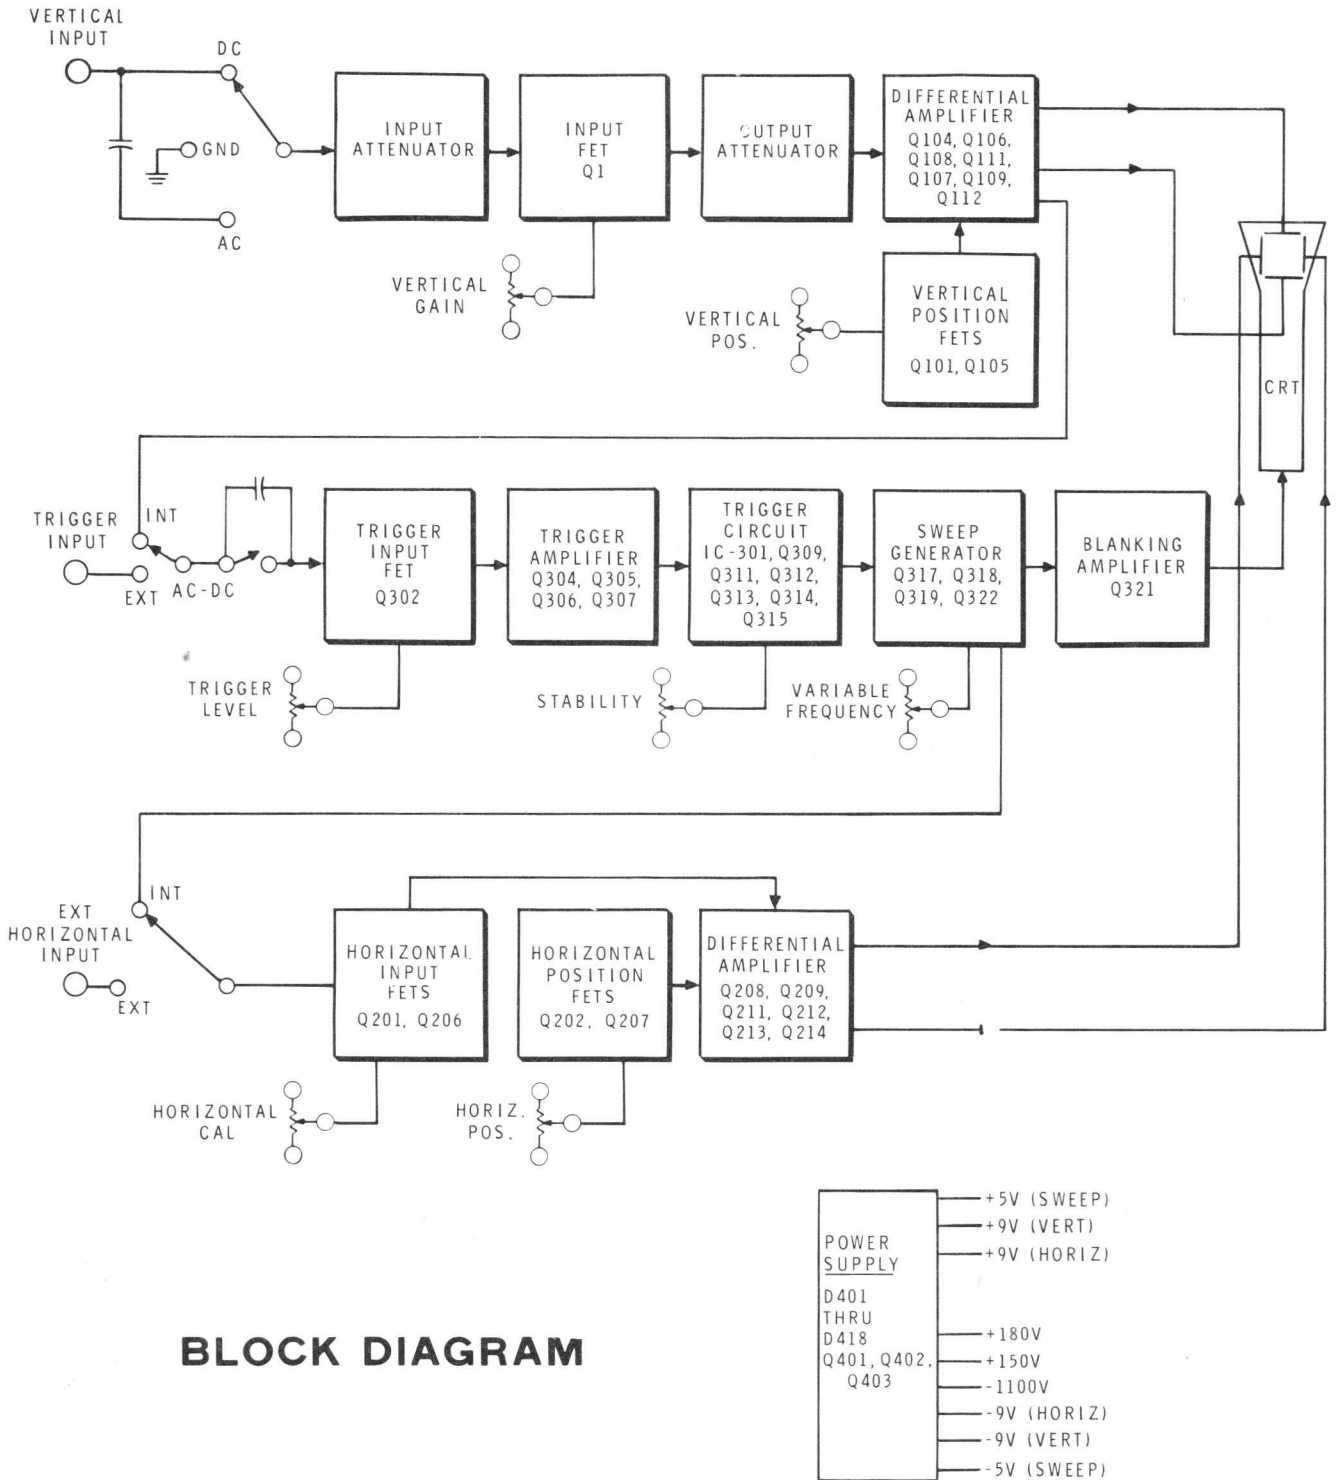 VERTICAL
INPUT
DC
GND
AC
INPUT
ATTENUATOR
INPUT
FET
Q1
OUTPUT
ATTENUATOR
DIFFERENTIAL
AMPLIFIER
Q104, Q106,
Q108, Q111,
Q107, Q109,
Q112
VERTICAL
GAIN
VERTICAL
POS.
VERTICAL
POSITION
FETS
Q101, Q105
CRT
TRIGGER
INPUT
INT
EXT
AC-DC
TRIGGER
INPUT
FET
Q302
TRIGGER
AMPLIFIER
Q304, Q305,
Q306, Q307
TRIGGER
CIRCUIT
IC-301, Q309,
Q311, Q312,
Q313, Q314,
Q315
SWEEP
GENERATOR
Q317, Q318,
Q319, Q322
BLANKING
AMPLIFIER
Q321
TRIGGER
LEVEL
STABILITY
VARIABLE
FREQUENCY
EXT
HORIZONTAL
INPUT
INT
EXT
HORIZONTAL
INPUT
FETS
Q201, Q206
HORIZONTAL
POSITION
FETS
Q202, Q207
DIFFERENTIAL
AMPLIFIER
Q208, Q209,
Q211, Q212,
Q213, Q214
HORIZONTAL
CAL
HORIZ.
POS.
POWER
SUPPLY
D401
THRU
D418
Q401, Q402,
Q403
+5V (SWEEP)
+9V (VERT)
+9V (HORIZ)
+180V
+150V
-1100V
-9V (HORIZ)
-9V (VERT)
-5V (SWEEP)
BLOCK DIAGRAM